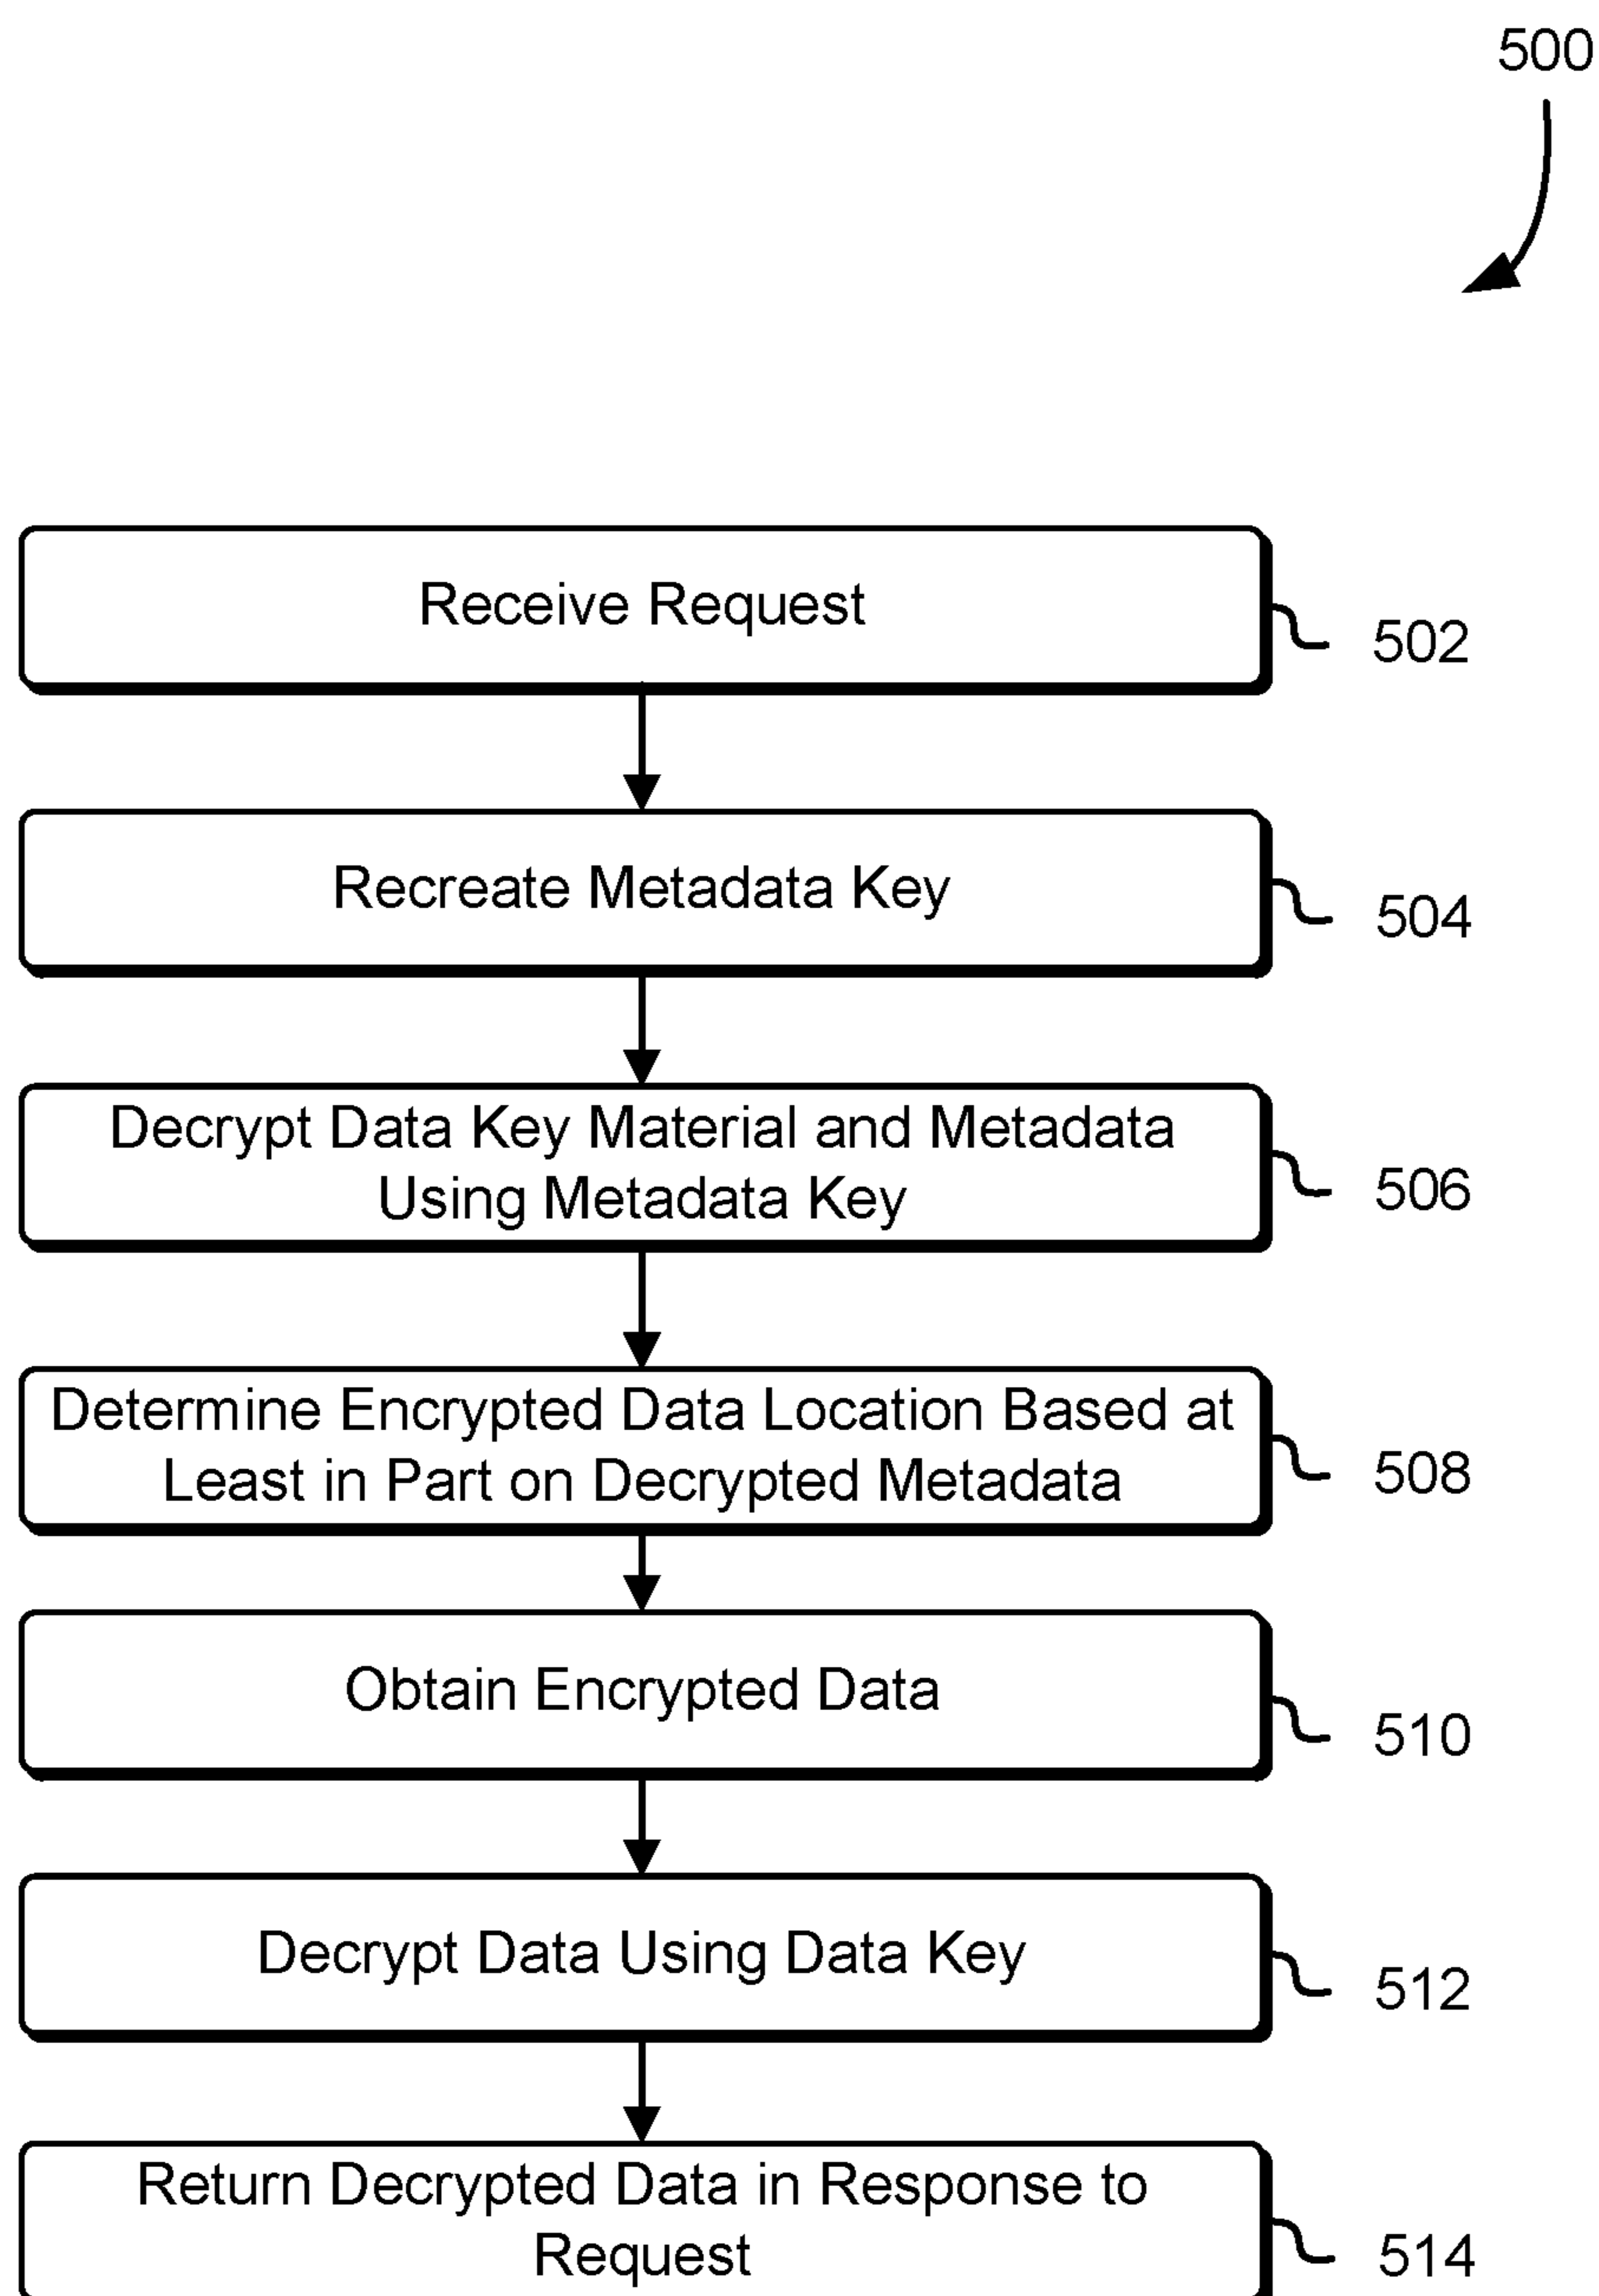 500
Receive Request
502
Recreate Metadata Key
504
Decrypt Data Key Material and Metadata
Using Metadata Key
506
Determine Encrypted Data Location Based at
Least in Part on Decrypted Metadata
508
Obtain Encrypted Data
510
Decrypt Data Using Data Key
512
Return Decrypted Data in Response to
Request
514